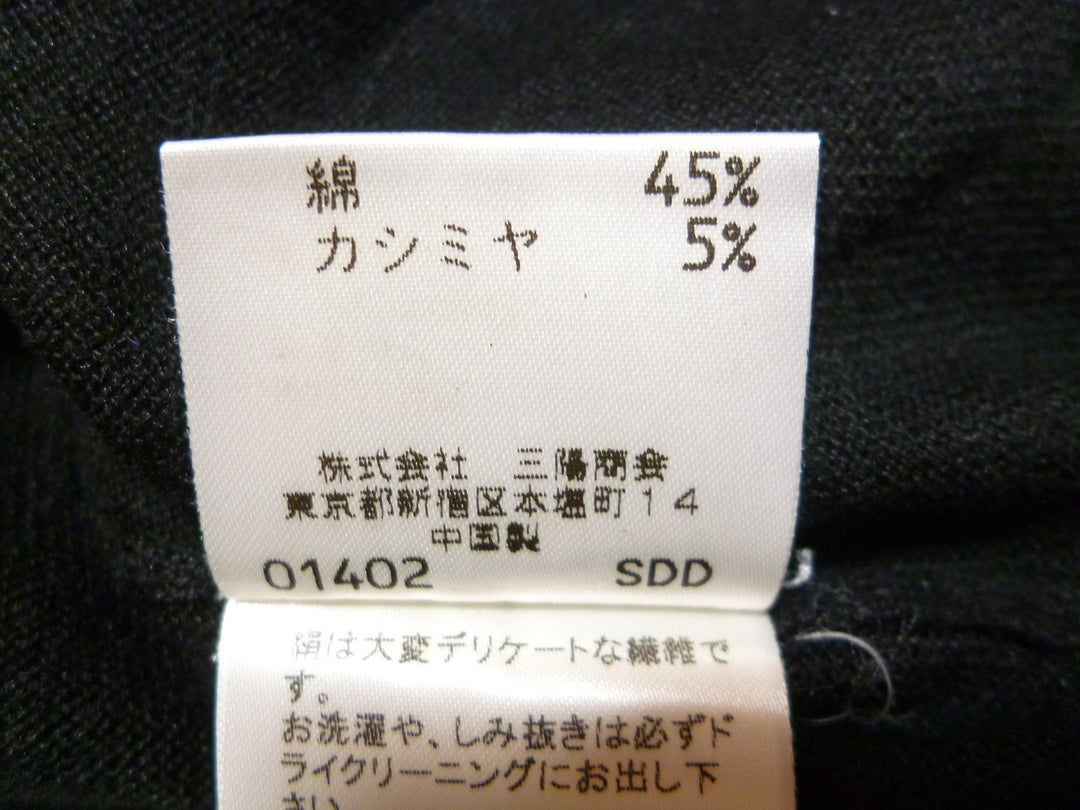 綿 45%
カシミヤ 5%
株式会社 三陽商会
東京都新宿区本塩町14
中国製
01402 SDD
絹は大変デリケートな繊維で
す。
お洗濯や、しみ抜きは必ずド
ライクリーニングにお出し下
さい